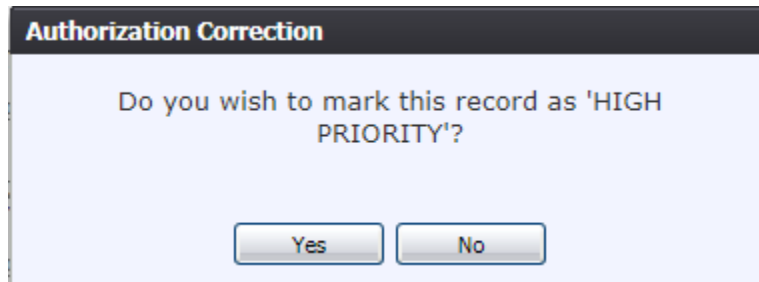 Authorization Correction
Do you wish to mark this record as 'HIGH
PRIORITY'?
Yes No